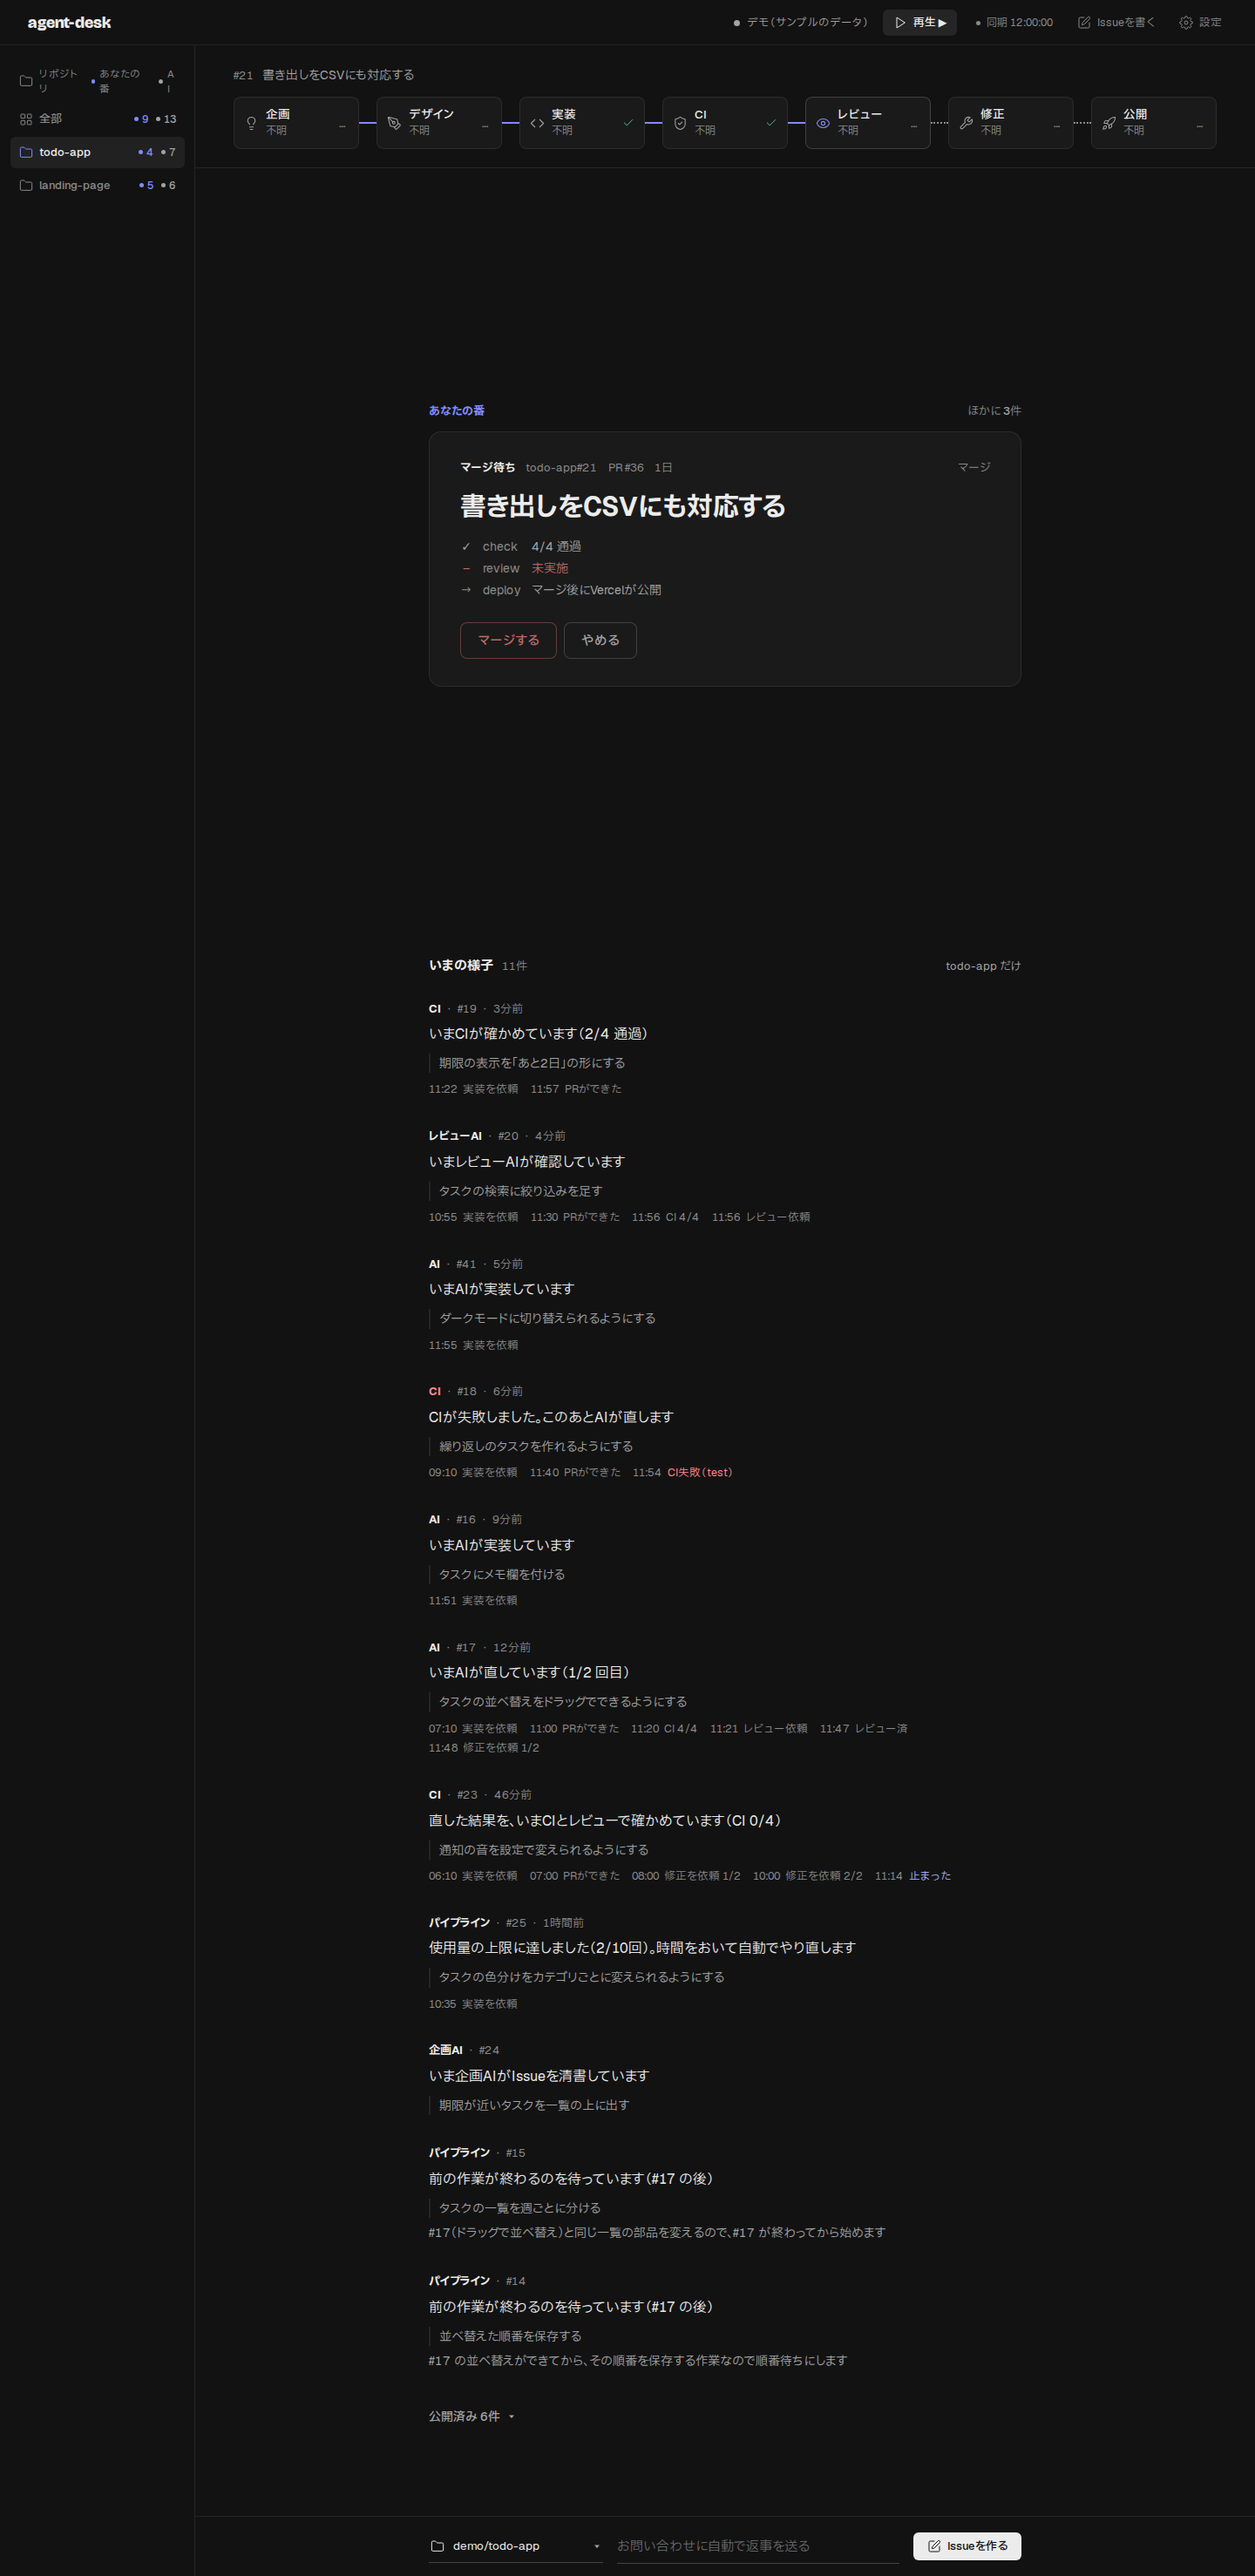 agent-desk
デモ（サンプルのデータ） 再生 ▶ 同期 12:00:00 Issueを書く 設定
リポジトリ あなたの番 AI
全部 9 13
todo-app 4 7
landing-page 5 6
#21 書き出しをCSVにも対応する
企画 不明 –
デザイン 不明 –
実装 不明 ✓
CI 不明 ✓
レビュー 不明 –
修正 不明 –
公開 不明 –
あなたの番 ほかに3件
マージ待ち todo-app#21 PR#36 1日 マージ
書き出しをCSVにも対応する
✓ check 4/4 通過
– review 未実施
→ deploy マージ後にVercelが公開
マージする やめる
いまの様子 11件 todo-app だけ
CI · #19 · 3分前
いまCIが確かめています（2/4 通過）
期限の表示を「あと2日」の形にする
11:22 実装を依頼 11:57 PRができた
レビューAI · #20 · 4分前
いまレビューAIが確認しています
タスクの検索に絞り込みを足す
10:55 実装を依頼 11:30 PRができた 11:56 CI 4/4 11:56 レビュー依頼
AI · #41 · 5分前
いまAIが実装しています
ダークモードに切り替えられるようにする
11:55 実装を依頼
CI · #18 · 6分前
CIが失敗しました。このあとAIが直します
繰り返しのタスクを作れるようにする
09:10 実装を依頼 11:40 PRができた 11:54 CI失敗（test）
AI · #16 · 9分前
いまAIが実装しています
タスクにメモ欄を付ける
11:51 実装を依頼
AI · #17 · 12分前
いまAIが直しています（1/2 回目）
タスクの並べ替えをドラッグでできるようにする
07:10 実装を依頼 11:00 PRができた 11:20 CI 4/4 11:21 レビュー依頼 11:47 レビュー済
11:48 修正を依頼 1/2
CI · #23 · 46分前
直した結果を、いまCIとレビューで確かめています（CI 0/4）
通知の音を設定で変えられるようにする
06:10 実装を依頼 07:00 PRができた 08:00 修正を依頼 1/2 10:00 修正を依頼 2/2 11:14 止まった
パイプライン · #25 · 1時間前
使用量の上限に達しました（2/10回）。時間をおいて自動でやり直します
タスクの色分けをカテゴリごとに変えられるようにする
10:35 実装を依頼
企画AI · #24
いま企画AIがIssueを清書しています
期限が近いタスクを一覧の上に出す
パイプライン · #15
前の作業が終わるのを待っています（#17 の後）
タスクの一覧を週ごとに分ける
#17（ドラッグで並べ替え）と同じ一覧の部品を変えるので、#17 が終わってから始めます
パイプライン · #14
前の作業が終わるのを待っています（#17 の後）
並べ替えた順番を保存する
#17 の並べ替えができてから、その順番を保存する作業なので順番待ちにします
公開済み 6件
demo/todo-app お問い合わせに自動で返事を送る Issueを作る